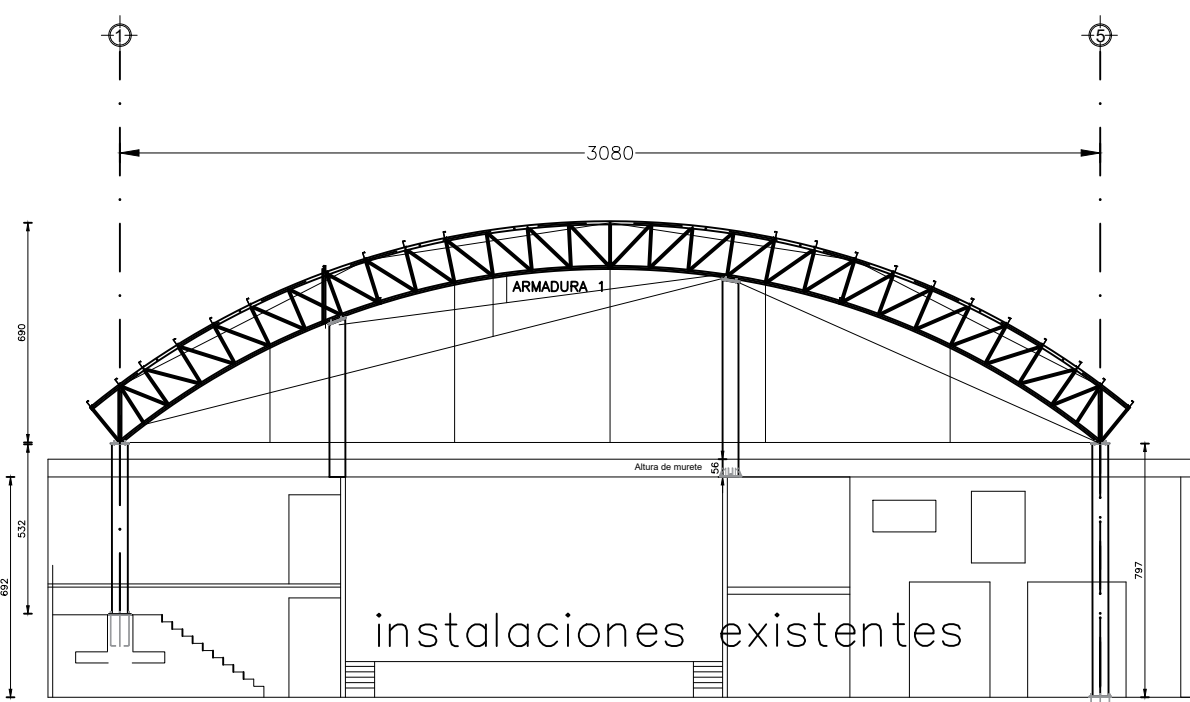 1
5
3080
ARMADURA 1
690
Altura de murete
56
532
692
797
instalaciones existentes